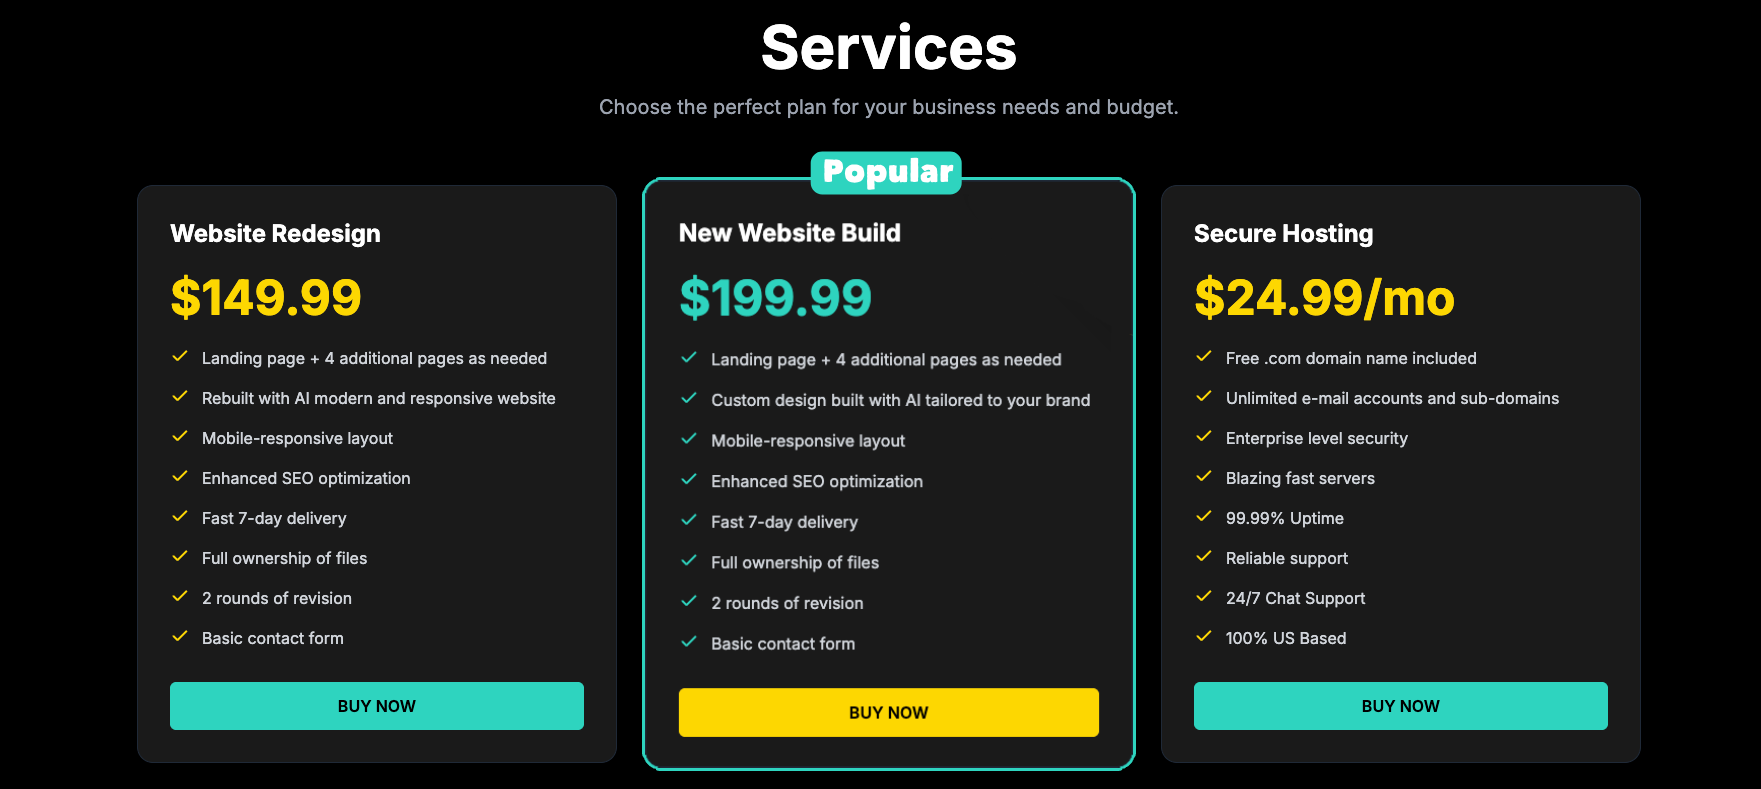 Services
Choose the perfect plan for your business needs and budget.
Website Redesign
$149.99
Landing page + 4 additional pages as needed
Rebuilt with AI modern and responsive website
Mobile-responsive layout
Enhanced SEO optimization
Fast 7-day delivery
Full ownership of files
2 rounds of revision
Basic contact form
BUY NOW
Popular
New Website Build
$199.99
Landing page + 4 additional pages as needed
Custom design built with AI tailored to your brand
Mobile-responsive layout
Enhanced SEO optimization
Fast 7-day delivery
Full ownership of files
2 rounds of revision
Basic contact form
BUY NOW
Secure Hosting
$24.99/mo
Free .com domain name included
Unlimited e-mail accounts and sub-domains
Enterprise level security
Blazing fast servers
99.99% Uptime
Reliable support
24/7 Chat Support
100% US Based
BUY NOW